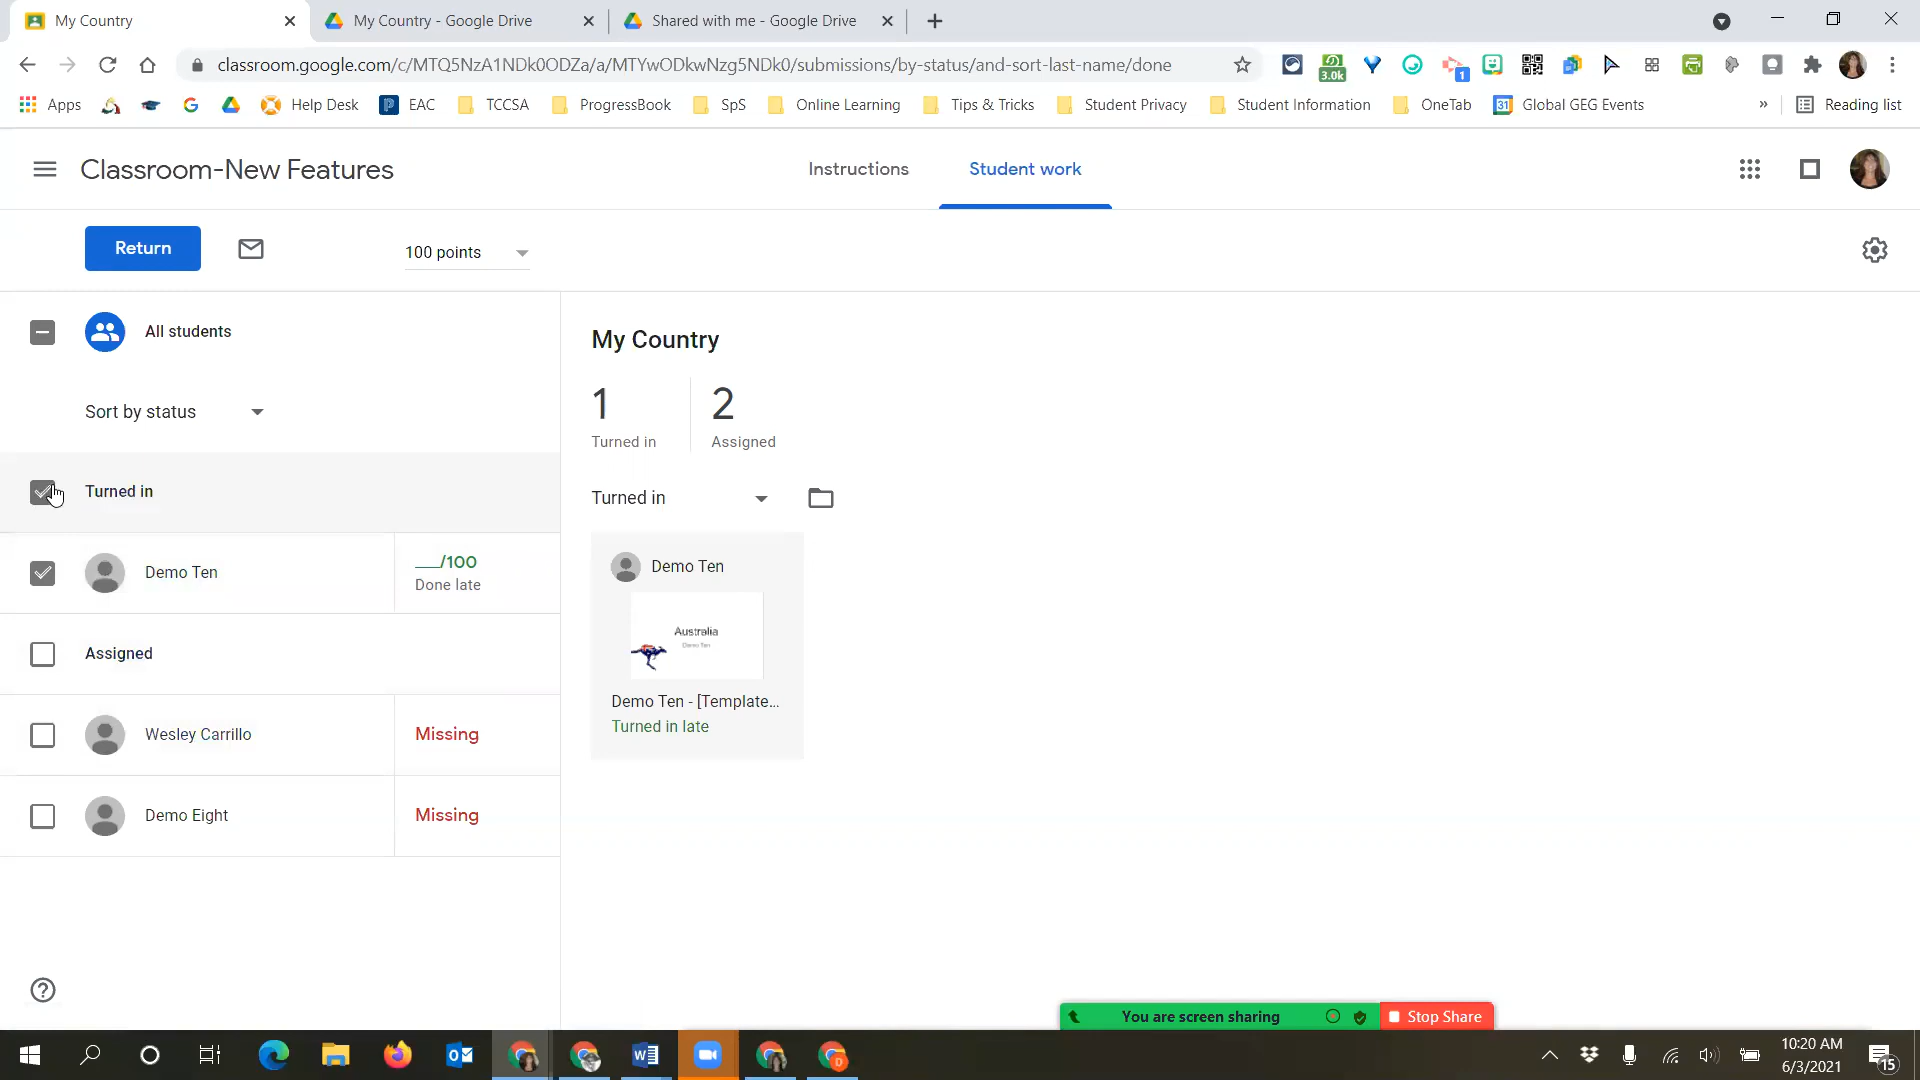 My Country
My Country - Google Drive
Shared with me - Google Drive
classroom.google.com/c/MTQ5NzA1NDk0ODZa/a/MTYwODkwNzg5NDk0/submissions/by-status/and-sort-last-name/done
3.0k
1
Apps
Help Desk
EAC
TCCSA
ProgressBook
SpS
Online Learning
Tips & Tricks
Student Privacy
Student Information
OneTab
31
Global GEG Events
»
Reading list
Classroom-New Features
Instructions
Student work
Return
100 points
All students
Sort by status
Turned in
Demo Ten
__/100
Done late
Assigned
Wesley Carrillo
Missing
Demo Eight
Missing
My Country
1
Turned in
2
Assigned
Turned in
Demo Ten
Australia
Demo Ten
Demo Ten - [Template...
Turned in late
You are screen sharing
Stop Share
10:20 AM
6/3/2021
15